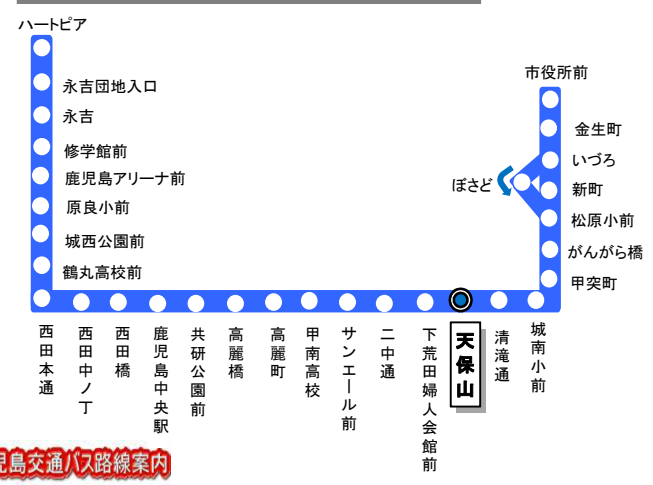 ハートピア
永吉団地入口
永吉
修学館前
鹿児島アリーナ前
原良小前
城西公園前
鶴丸高校前
西田本通
西田中ノ丁
西田橋
鹿児島中央駅
共研公園前
高麗橋
高麗町
甲南高校
サンエール前
二中通
下荒田婦人会館前
天保山
清滝通
城南小前
市役所前
金生町
いづろ
ぼさど
新町
松原小前
がんがら橋
甲突町
児島交通バス路線案内